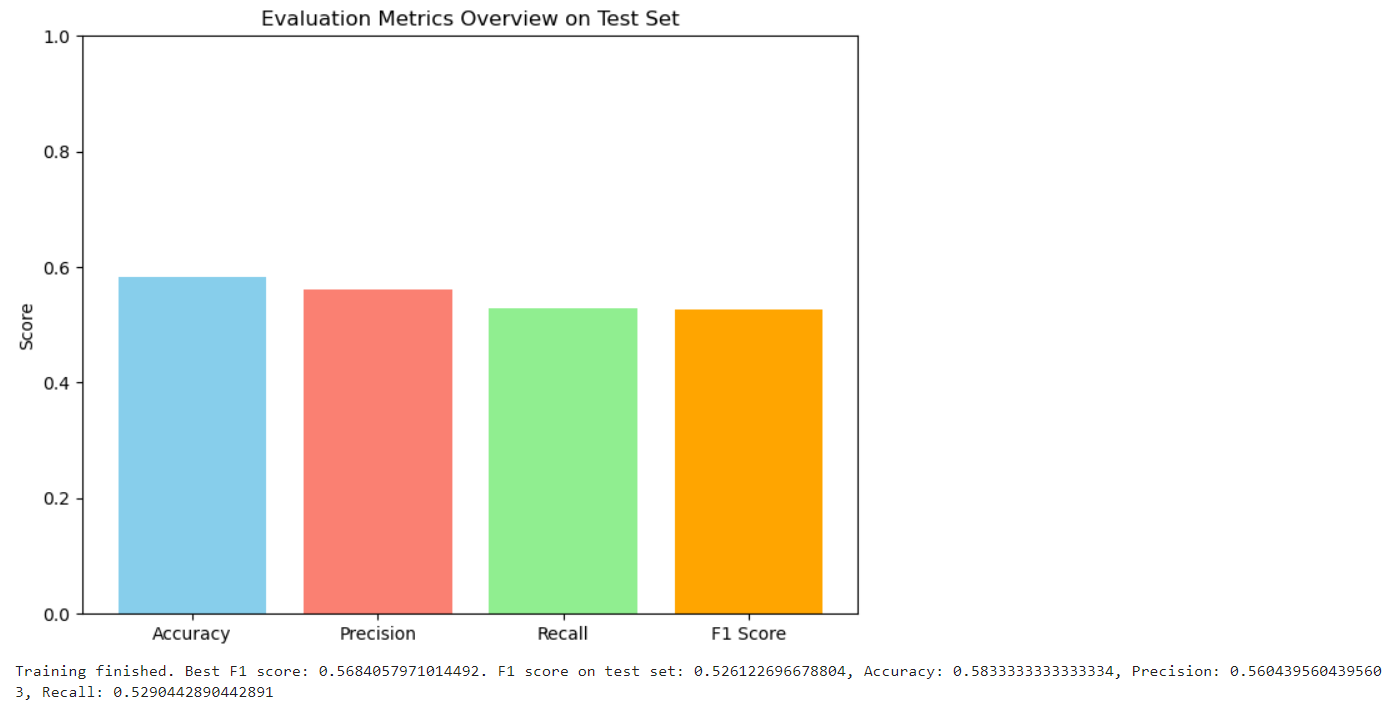 Evaluation Metrics Overview on Test Set
1.0
0.8
0.6
0.4
0.2
0.0
Score
Accuracy Precision Recall F1 Score
Training finished. Best F1 score: 0.5684057971014492. F1 score on test set: 0.526122696678804, Accuracy: 0.5833333333333334, Precision: 0.560439560439560
3, Recall: 0.5290442890442891